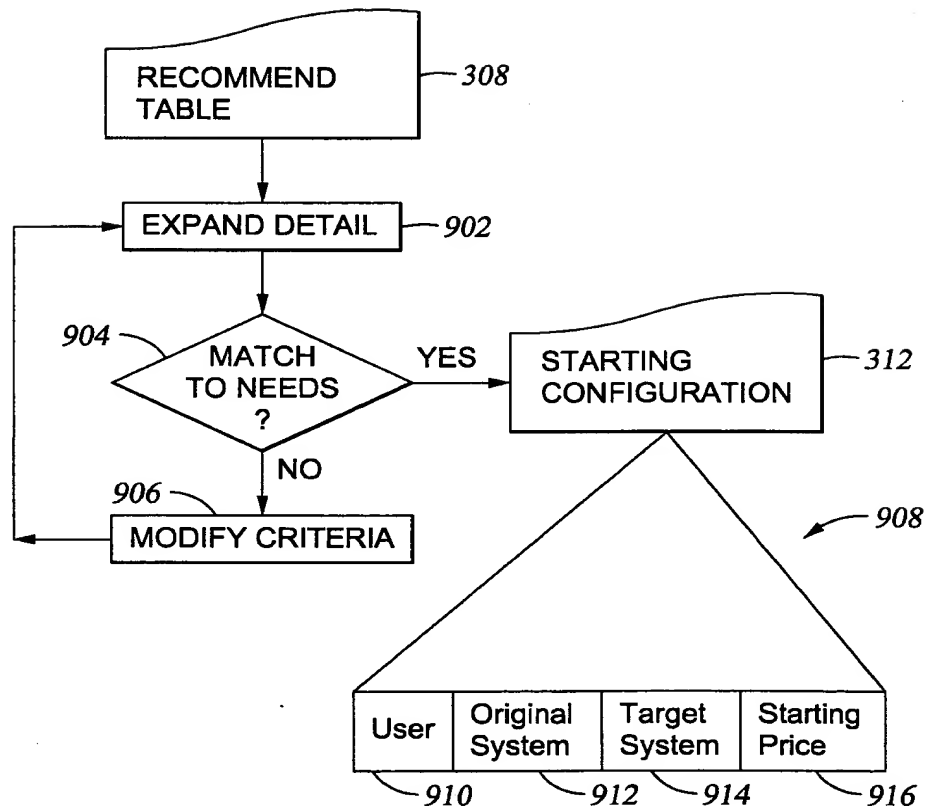 RECOMMEND
TABLE
308
EXPAND DETAIL
902
904
MATCH
TO NEEDS
?
YES
STARTING
CONFIGURATION
312
NO
906
MODIFY CRITERIA
908
User
Original
System
Target
System
Starting
Price
910
912
914
916